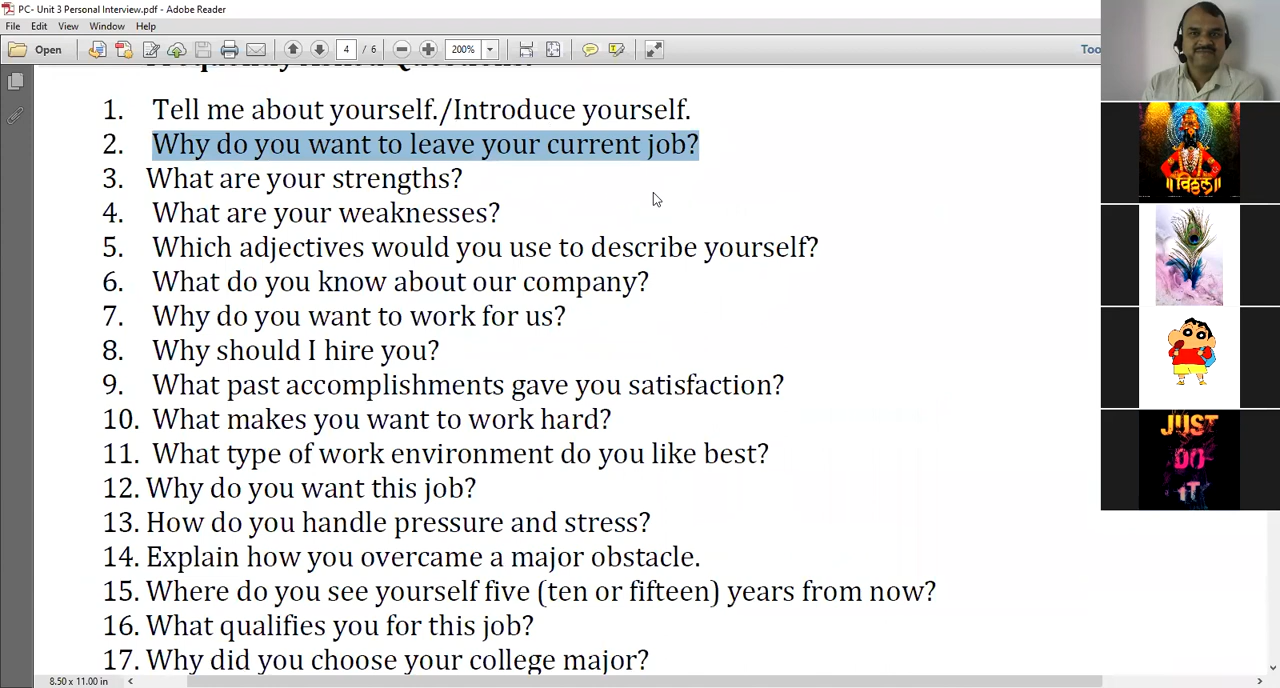 PC- Unit 3 Personal Interview.pdf - Adobe Reader
File Edit View Window Help
Open 4 / 6 200% Too
Frequently Asked Questions:
1. Tell me about yourself./Introduce yourself.
2. Why do you want to leave your current job?
3. What are your strengths?
4. What are your weaknesses?
5. Which adjectives would you use to describe yourself?
6. What do you know about our company?
7. Why do you want to work for us?
8. Why should I hire you?
9. What past accomplishments gave you satisfaction?
10. What makes you want to work hard?
11. What type of work environment do you like best?
12. Why do you want this job?
13. How do you handle pressure and stress?
14. Explain how you overcame a major obstacle.
15. Where do you see yourself five (ten or fifteen) years from now?
16. What qualifies you for this job?
17. Why did you choose your college major?
8.50 x 11.00 in
॥ विठ्ठल ॥
JUST
DO
iT